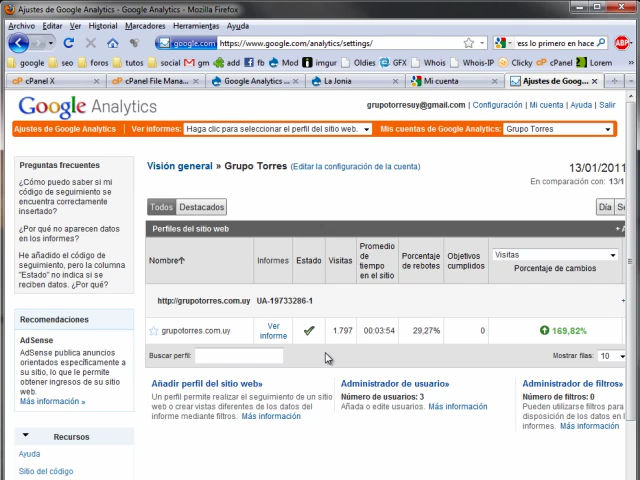 Ajustes de Google Analytics - Google Analytics - Mozilla Firefox
Archivo Editar Ver Historial Marcadores Herramientas Ayuda
google.com https://www.google.com/analytics/settings/ ess lo primero en hace ABP
google seo foros tutos social gm add fb Mod imgur Oldies GFX Whois Whois-IP Clicky cPanel Lorem
cPanel X cPanel File Mana... Google Analytics ... La Jonia Mi cuenta Ajustes de Goog...
Google Analytics
grupotorresuy@gmail.com | Configuración | Mi cuenta | Ayuda | Salir
Ajustes de Google Analytics Ver informes: Haga clic para seleccionar el perfil del sitio web. Mis cuentas de Google Analytics: Grupo Torres
Preguntas frecuentes
¿Cómo puedo saber si mi código de seguimiento se encuentra correctamente insertado?
¿Por qué no aparecen datos en los informes?
He añadido el código de seguimiento, pero la columna "Estado" no indica si se reciben datos. ¿Por qué?
Recomendaciones
AdSense
AdSense publica anuncios orientados específicamente a su sitio, lo que le permite obtener ingresos de su sitio web.
Más información »
Recursos
Ayuda
Sitio del código
Visión general » Grupo Torres (Editar la configuración de la cuenta)
13/01/2011
En comparación con: 13/1
Todos Destacados
Día Se
Perfiles del sitio web + A
Nombre Informes Estado Visitas Promedio de tiempo en el sitio Porcentaje de rebotes Objetivos cumplidos Visitas
Porcentaje de cambios
http://grupotorres.com.uy UA-19733286-1 +
grupotorres.com.uy Ver informe 1.797 00:03:54 29,27% 0 169,82%
Buscar perfil: Mostrar filas: 10
Añadir perfil del sitio web»
Un perfil permite realizar el seguimiento de un sitio web o crear vistas diferentes de los datos del informe mediante filtros. Más información
Administrador de usuario»
Número de usuarios: 3
Añada o edite usuarios. Más información
Administrador de filtros»
Número de filtros: 0
Pueden utilizarse filtros para
disposición de los datos en l
informes. Más información